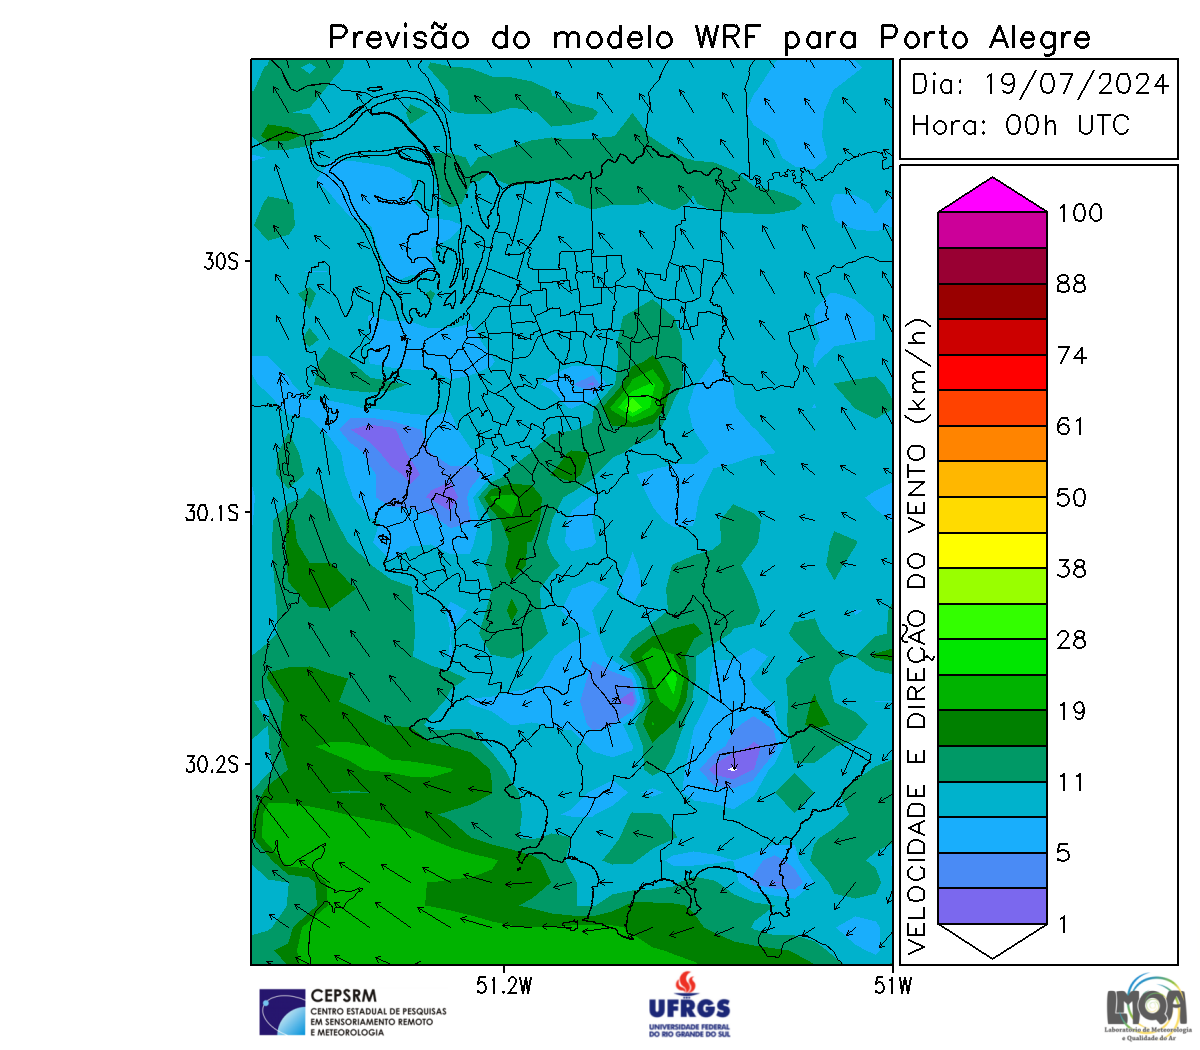 Previsão do modelo WRF para Porto Alegre
Dia: 19/07/2024
Hora: 00h UTC
VELOCIDADE E DIREÇÃO DO VENTO (km/h)
100
88
74
61
50
38
28
19
11
5
1
30S
30.1S
30.2S
51.2W
51W
CEPSRM
CENTRO ESTADUAL DE PESQUISAS
EM SENSORIAMENTO REMOTO
E METEOROLOGIA
UFRGS
UNIVERSIDADE FEDERAL
DO RIO GRANDE DO SUL
LMQA
Laboratório de Meteorologia
e Qualidade do Ar